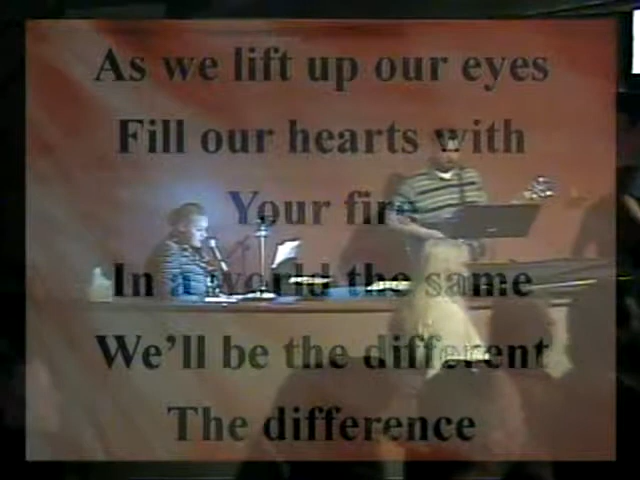 As we lift up our eyes
Fill our hearts with
Your fire
In a world the same
We'll be the different
The difference